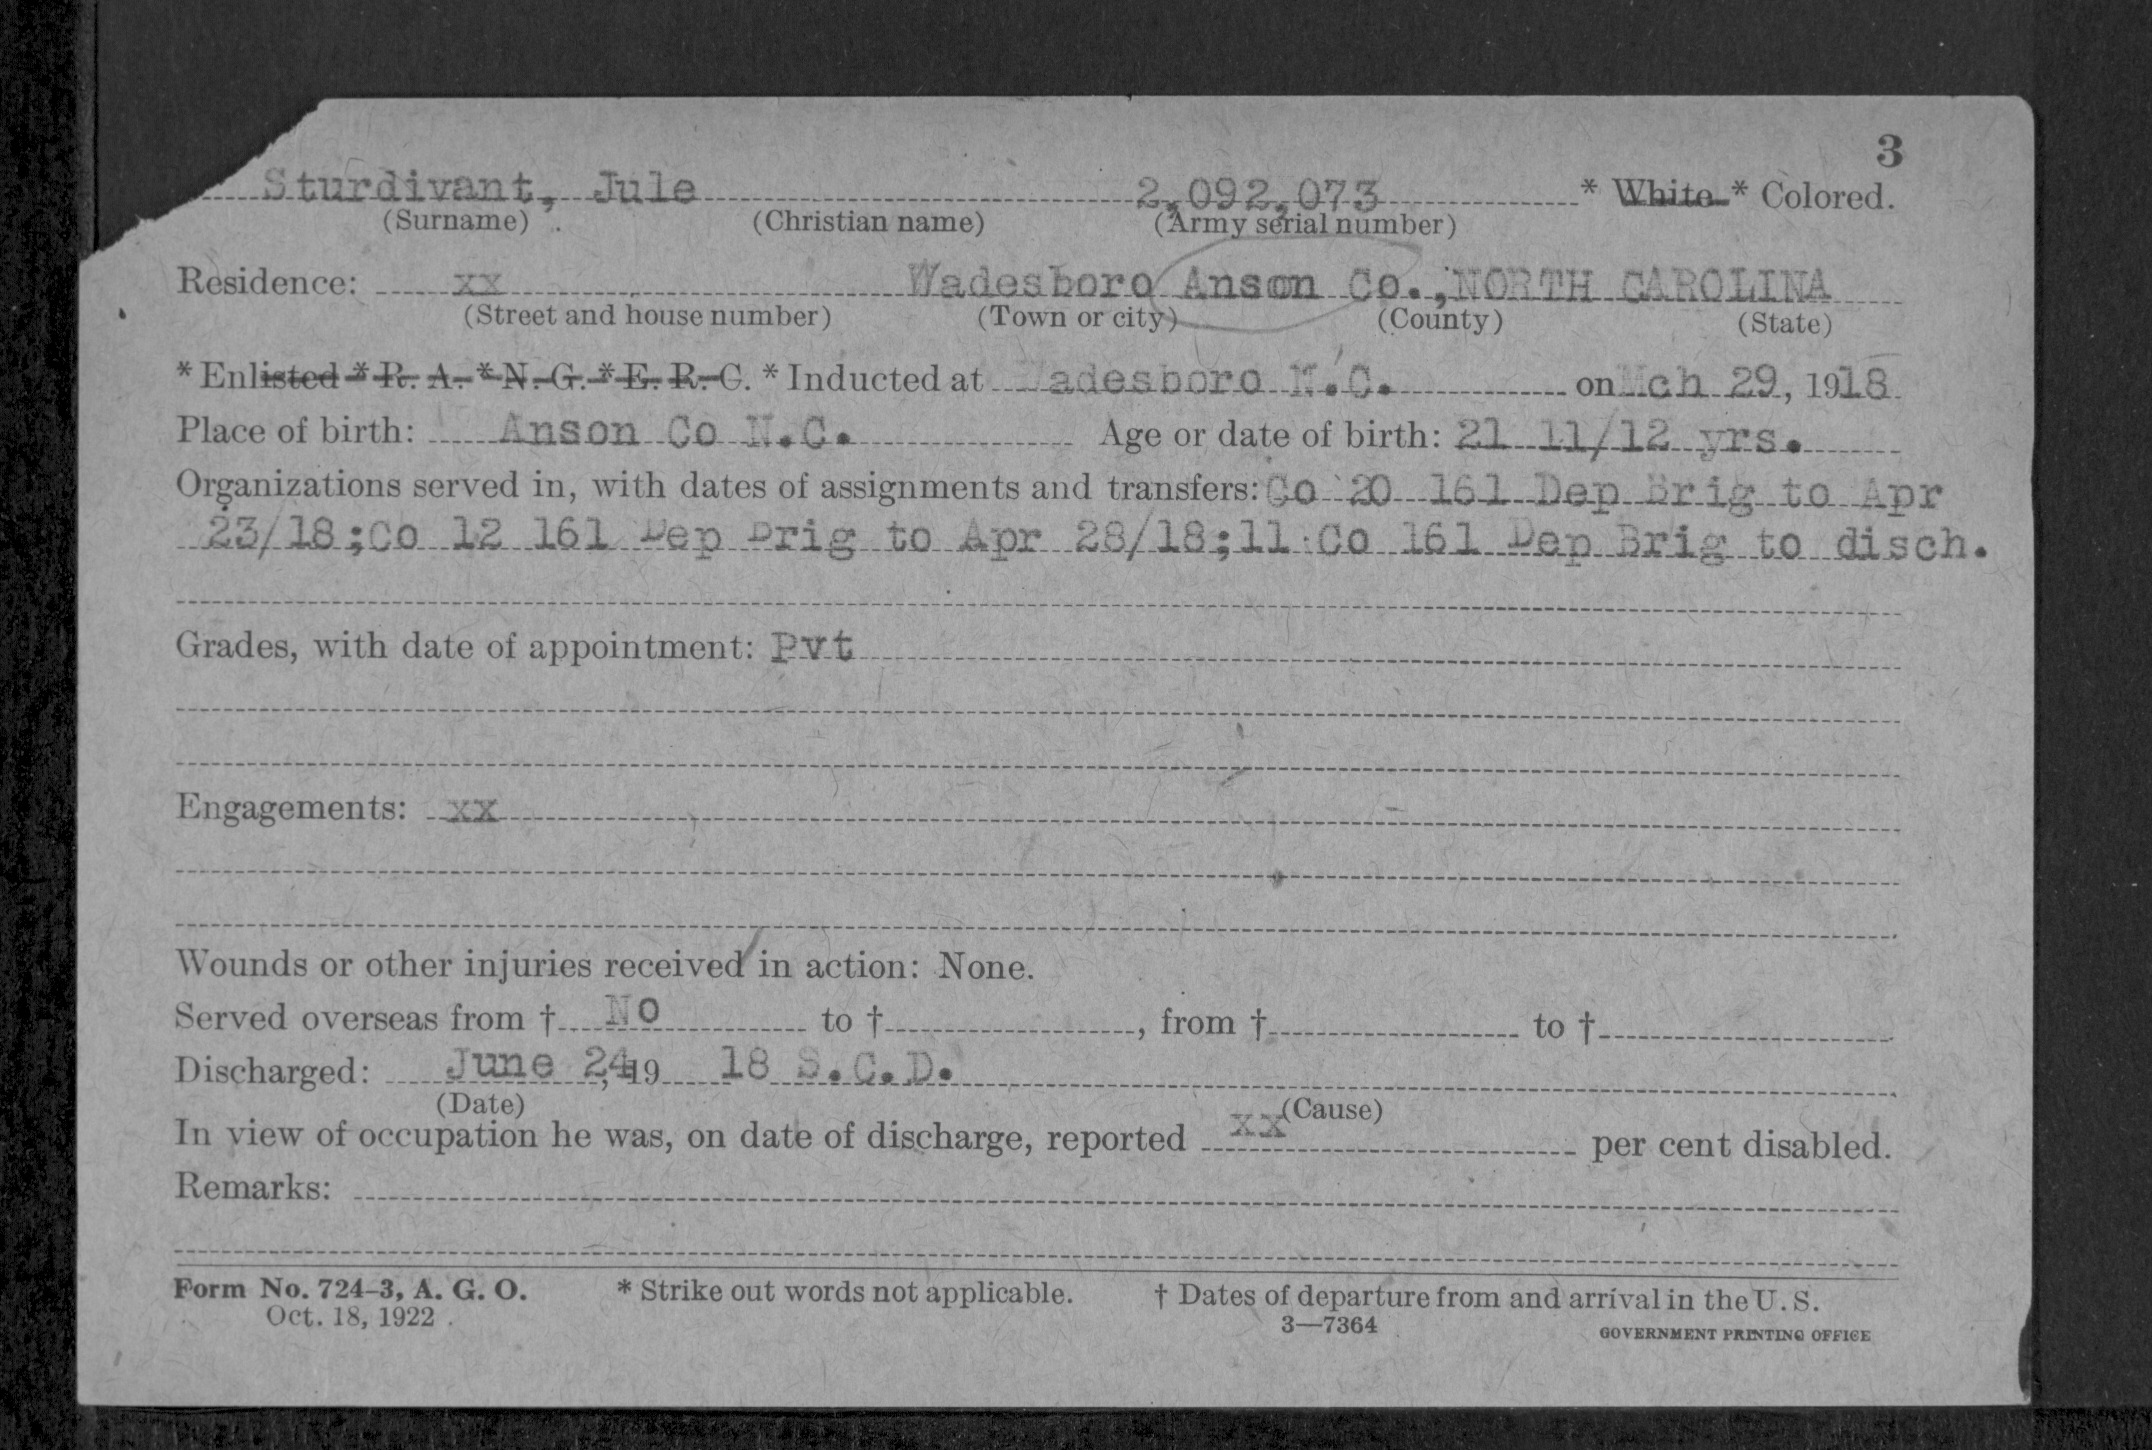 3
Sturdivant, Jule 2,092,073 * White * Colored.
(Surname) (Christian name) (Army serial number)
Residence: xx Wadesboro Anson Co., NORTH CAROLINA
(Street and house number) (Town or city) (County) (State)
* Enlisted * R. A. * N. G. * E. R. C. * Inducted at Wadesboro N.C. on Mch 29, 1918
Place of birth: Anson Co N.C. Age or date of birth: 21 11/12 yrs.
Organizations served in, with dates of assignments and transfers: Co 20 161 Dep Brig to Apr
23/18;Co 12 161 Dep Brig to Apr 28/18;11 Co 161 Dep Brig to disch.
Grades, with date of appointment: Pvt
Engagements: xx
Wounds or other injuries received in action: None.
Served overseas from † No to †, from † to †
Discharged: June 24, 19 18 S.C.D.
(Date) (Cause)
In view of occupation he was, on date of discharge, reported xx per cent disabled.
Remarks:
Form No. 724–3, A. G. O. * Strike out words not applicable. † Dates of departure from and arrival in the U. S.
Oct. 18, 1922 3—7364 GOVERNMENT PRINTING OFFICE